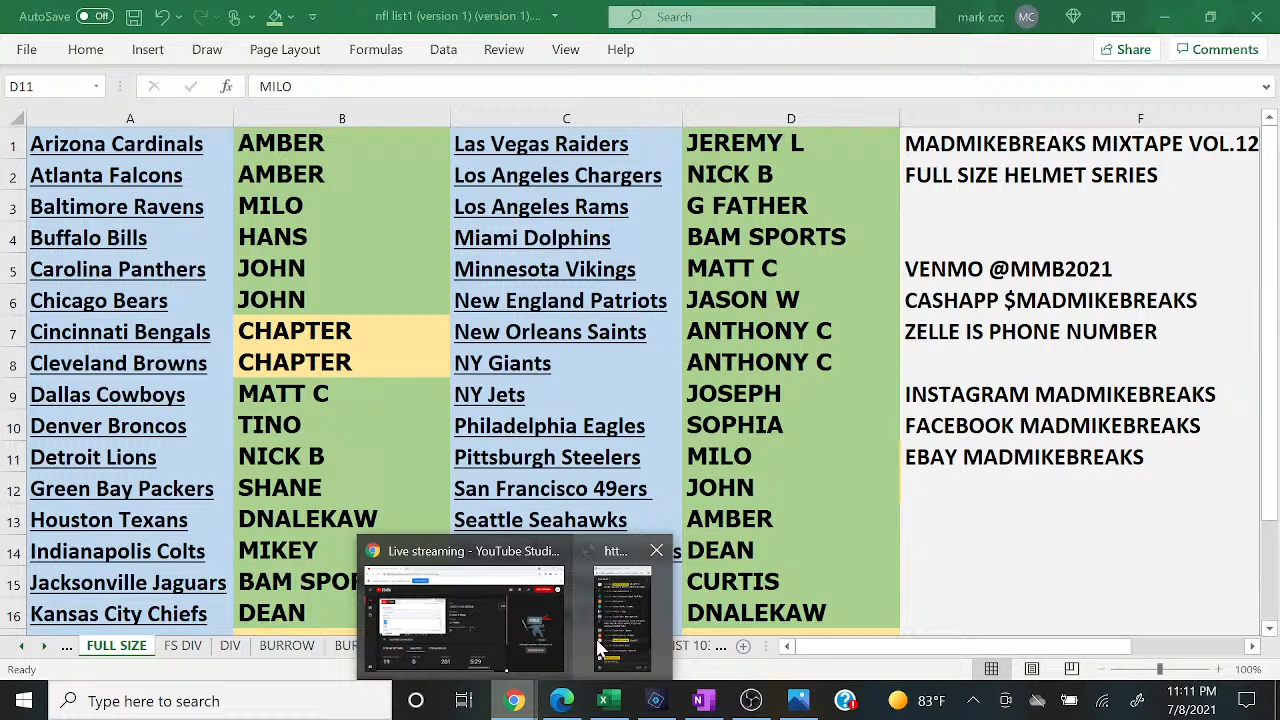 AutoSave Off nfl list1 (version 1) (version 1).... Search mark ccc MC
File Home Insert Draw Page Layout Formulas Data Review View Help Share Comments
D11 fx MILO
A B C D F
1 Arizona Cardinals AMBER Las Vegas Raiders JEREMY L MADMIKEBREAKS MIXTAPE VOL.12
Atlanta Falcons AMBER Los Angeles Chargers NICK B FULL SIZE HELMET SERIES
Baltimore Ravens MILO Los Angeles Rams G FATHER
4 Buffalo Bills HANS Miami Dolphins BAM SPORTS
5 Carolina Panthers JOHN Minnesota Vikings MATT C VENMO @MMB2021
6 Chicago Bears JOHN New England Patriots JASON W CASHAPP $MADMIKEBREAKS
7 Cincinnati Bengals CHAPTER New Orleans Saints ANTHONY C ZELLE IS PHONE NUMBER
8 Cleveland Browns CHAPTER NY Giants ANTHONY C
9 Dallas Cowboys MATT C NY Jets JOSEPH INSTAGRAM MADMIKEBREAKS
10 Denver Broncos TINO Philadelphia Eagles SOPHIA FACEBOOK MADMIKEBREAKS
11 Detroit Lions NICK B Pittsburgh Steelers MILO EBAY MADMIKEBREAKS
12 Green Bay Packers SHANE San Francisco 49ers JOHN
13 Houston Texans DNALEKAW Seattle Seahawks AMBER
14 Indianapolis Colts MIKEY DEAN
Jacksonville Jaguars BAM SPO CURTIS
Kansas City Chiefs DEAN DNALEKAW
Live streaming - YouTube Studi... htt...
FULL SIZE DIV
100%
Type here to search 83°F 11:11 PM
7/8/2021